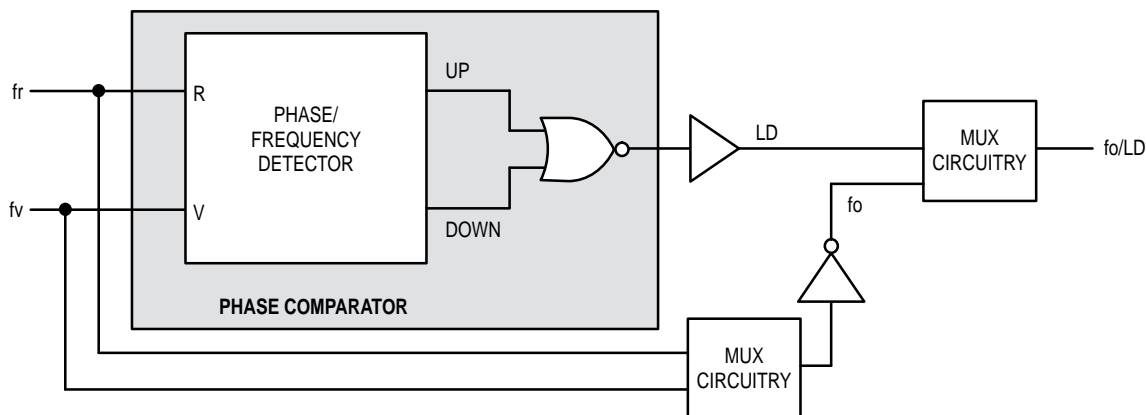 UP
fr
R
PHASE/
FREQUENCY
DETECTOR
LD
MUX
CIRCUITRY
fo/LD
fv
V
DOWN
fo
PHASE COMPARATOR
MUX
CIRCUITRY